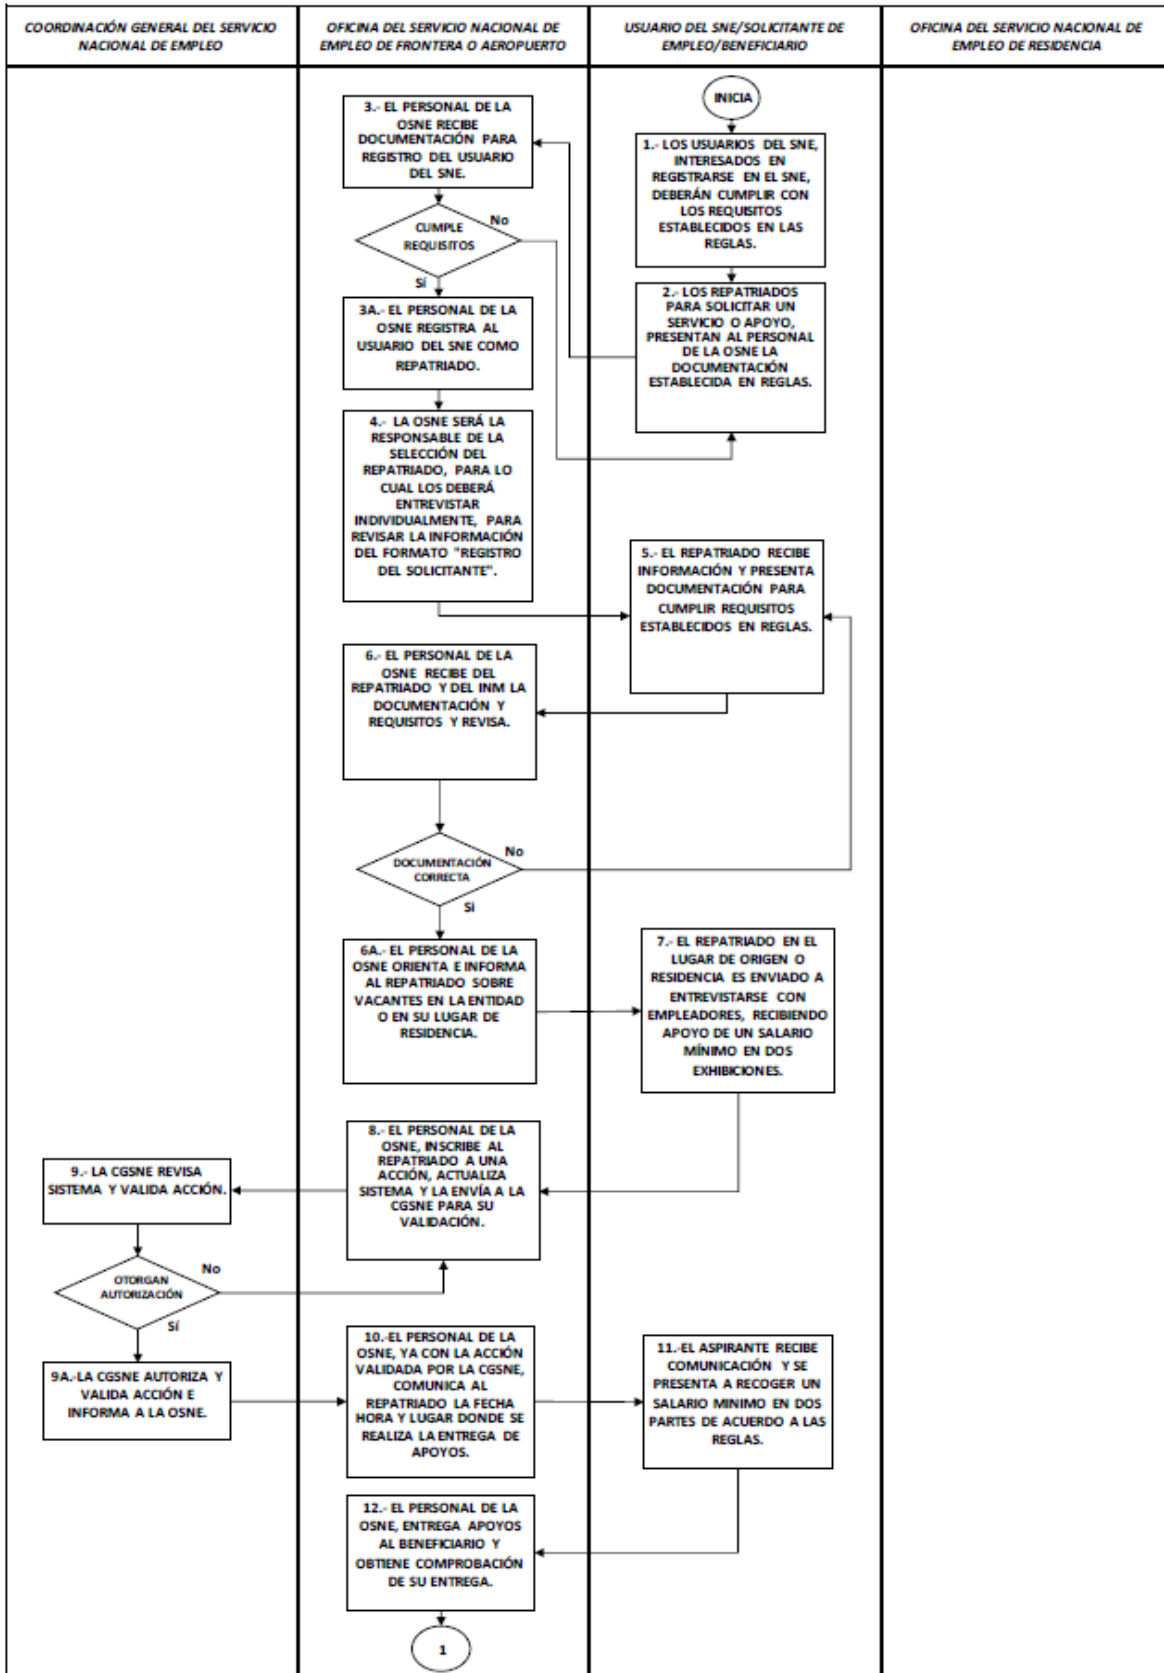 COORDINACIÓN GENERAL DEL SERVICIO
NACIONAL DE EMPLEO
OFICINA DEL SERVICIO NACIONAL DE
EMPLEO DE FRONTERA O AEROPUERTO
USUARIO DEL SNE/SOLICITANTE DE
EMPLEO/BENEFICIARIO
OFICINA DEL SERVICIO NACIONAL DE
EMPLEO DE RESIDENCIA
INICIA
1.- LOS USUARIOS DEL SNE,
INTERESADOS EN
REGISTRARSE EN EL SNE,
DEBERÁN CUMPLIR CON
LOS REQUISITOS
ESTABLECIDOS EN LAS
REGLAS.
2.- LOS REPATRIADOS
PARA SOLICITAR UN
SERVICIO O APOYO,
PRESENTAN AL PERSONAL
DE LA OSNE LA
DOCUMENTACIÓN
ESTABLECIDA EN REGLAS.
3.- EL PERSONAL DE LA
OSNE RECIBE
DOCUMENTACIÓN PARA
REGISTRO DEL USUARIO
DEL SNE.
CUMPLE
REQUISITOS
No
Sí
3A.- EL PERSONAL DE LA
OSNE REGISTRA AL
USUARIO DEL SNE COMO
REPATRIADO.
4.- LA OSNE SERÁ LA
RESPONSABLE DE LA
SELECCIÓN DEL
REPATRIADO, PARA LO
CUAL LOS DEBERÁ
ENTREVISTAR
INDIVIDUALMENTE, PARA
REVISAR LA INFORMACIÓN
DEL FORMATO "REGISTRO
DEL SOLICITANTE".
5.- EL REPATRIADO RECIBE
INFORMACIÓN Y PRESENTA
DOCUMENTACIÓN PARA
CUMPLIR REQUISITOS
ESTABLECIDOS EN REGLAS.
6.- EL PERSONAL DE LA
OSNE RECIBE DEL
REPATRIADO Y DEL INM LA
DOCUMENTACIÓN Y
REQUISITOS Y REVISA.
DOCUMENTACIÓN
CORRECTA
No
Sí
6A.- EL PERSONAL DE LA
OSNE ORIENTA E INFORMA
AL REPATRIADO SOBRE
VACANTES EN LA ENTIDAD
O EN SU LUGAR DE
RESIDENCIA.
7.- EL REPATRIADO EN EL
LUGAR DE ORIGEN O
RESIDENCIA ES ENVIADO A
ENTREVISTARSE CON
EMPLEADORES, RECIBIENDO
APOYO DE UN SALARIO
MÍNIMO EN DOS
EXHIBICIONES.
8.- EL PERSONAL DE LA
OSNE, INSCRIBE AL
REPATRIADO A UNA
ACCIÓN, ACTUALIZA
SISTEMA Y LA ENVÍA A LA
CGSNE PARA SU
VALIDACIÓN.
9.- LA CGSNE REVISA
SISTEMA Y VALIDA ACCIÓN.
OTORGAN
AUTORIZACIÓN
No
Sí
9A.-LA CGSNE AUTORIZA Y
VALIDA ACCIÓN E
INFORMA A LA OSNE.
10.-EL PERSONAL DE LA
OSNE, YA CON LA ACCIÓN
VALIDADA POR LA CGSNE,
COMUNICA AL
REPATRIADO LA FECHA
HORA Y LUGAR DONDE SE
REALIZA LA ENTREGA DE
APOYOS.
11.-EL ASPIRANTE RECIBE
COMUNICACIÓN Y SE
PRESENTA A RECOGER UN
SALARIO MINIMO EN DOS
PARTES DE ACUERDO A LAS
REGLAS.
12.- EL PERSONAL DE LA
OSNE, ENTREGA APOYOS
AL BENEFICIARIO Y
OBTIENE COMPROBACIÓN
DE SU ENTREGA.
1